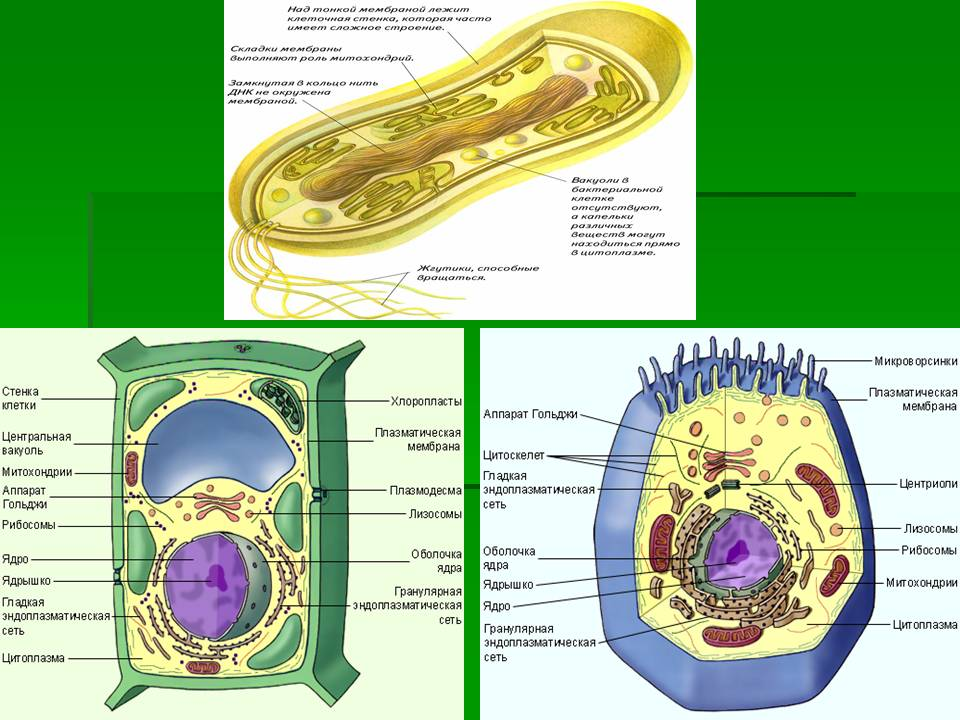 Над тонкой мембраной лежит
клеточная стенка, которая часто
имеет сложное строение.
Складки мембраны
выполняют роль митохондрий.
Замкнутая в кольцо нить
ДНК не окружена
мембраной.
Вакуоли в
бактериальной
клетке
отсутствуют,
а капельки
различных
веществ могут
находиться прямо
в цитоплазме.
Жгутики, способные
вращаться.
Стенка
клетки
Центральная
вакуоль
Митохондрии
Аппарат
Гольджи
Рибосомы
Ядро
Ядрышко
Гладкая
эндоплазматическая
сеть
Цитоплазма
Хлоропласты
Плазматическая
мембрана
Плазмодесма
Лизосомы
Оболочка
ядра
Гранулярная
эндоплазматическая
сеть
Аппарат Гольджи
Цитоскелет
Гладкая
эндоплазматическая
сеть
Оболочка
ядра
Ядрышко
Ядро
Гранулярная
эндоплазматическая
сеть
Микроворсинки
Плазматическая
мембрана
Центриоли
Лизосомы
Рибосомы
Митохондрии
Цитоплазма